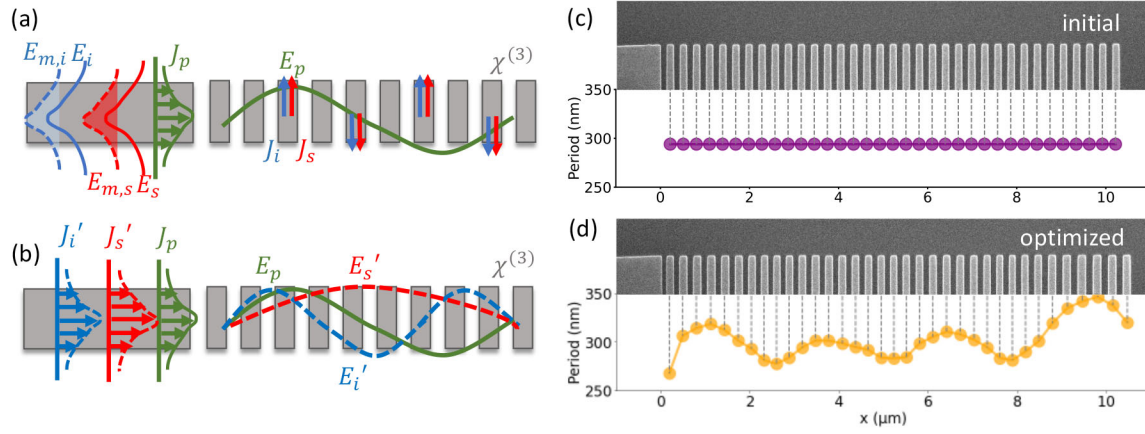 (a)
E_{m,i} E_i J_p
E_p
χ^{(3)}
J_i J_s
E_{m,s} E_s
(b)
J_i′ J_s′ J_p
E_p E_s′ χ^{(3)}
E_i′
(c)
initial
Period (nm)
350
300
250
0 2 4 6 8 10
(d)
optimized
Period (nm)
350
300
250
0 2 4 6 8 10
x (μm)